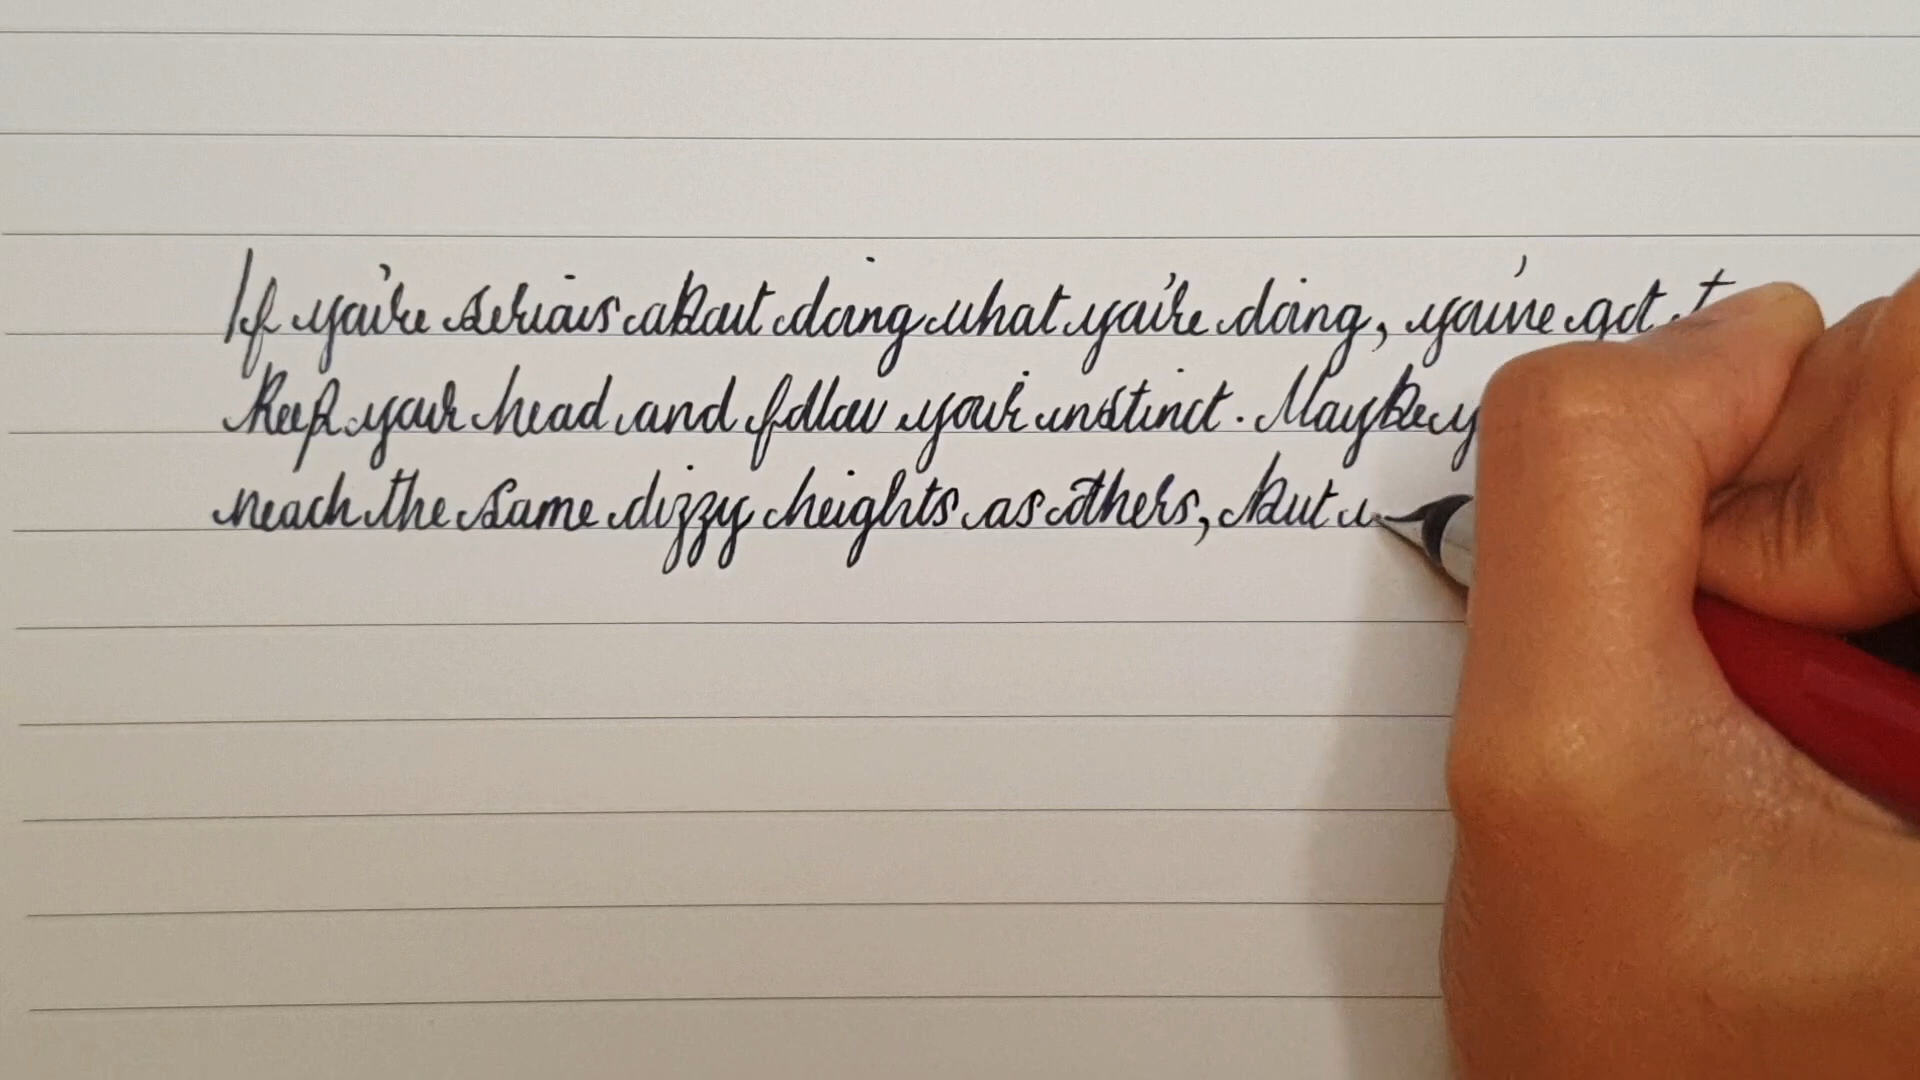 If you're serious about doing what you're doing, you've got t
keep your head and follow your instinct. Maybe y
reach the same dizzy heights as others, but